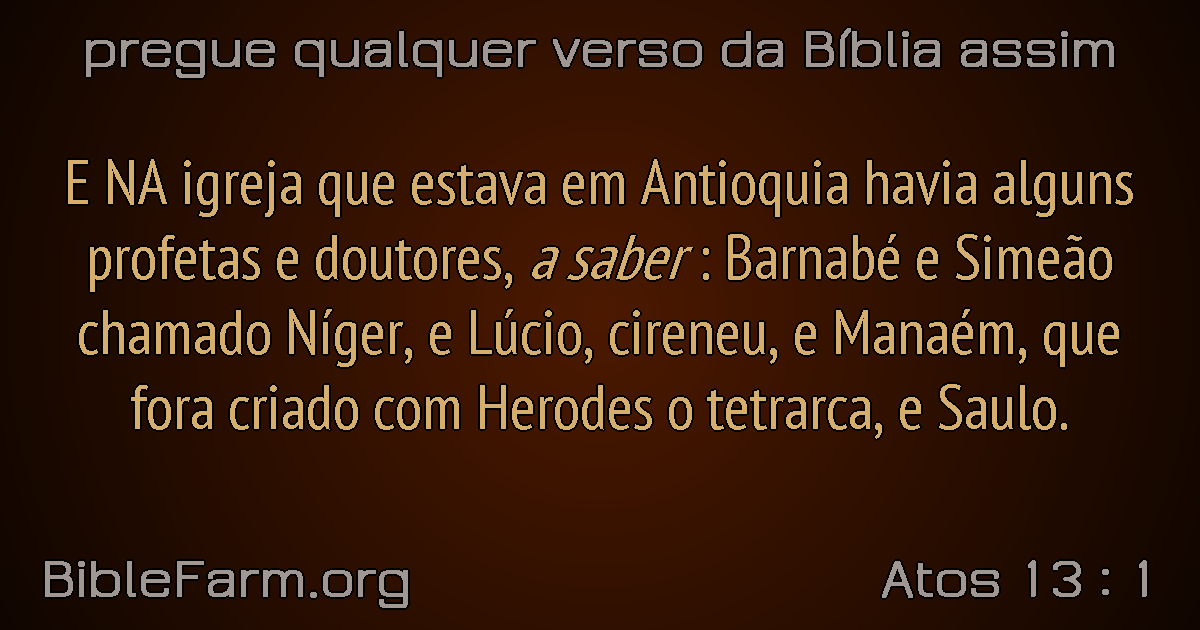 pregue qualquer verso da Bíblia assim
E NA igreja que estava em Antioquia havia alguns
profetas e doutores, a saber : Barnabé e Simeão
chamado Níger, e Lúcio, cireneu, e Manaém, que
fora criado com Herodes o tetrarca, e Saulo.
BibleFarm.org
Atos 13 : 1